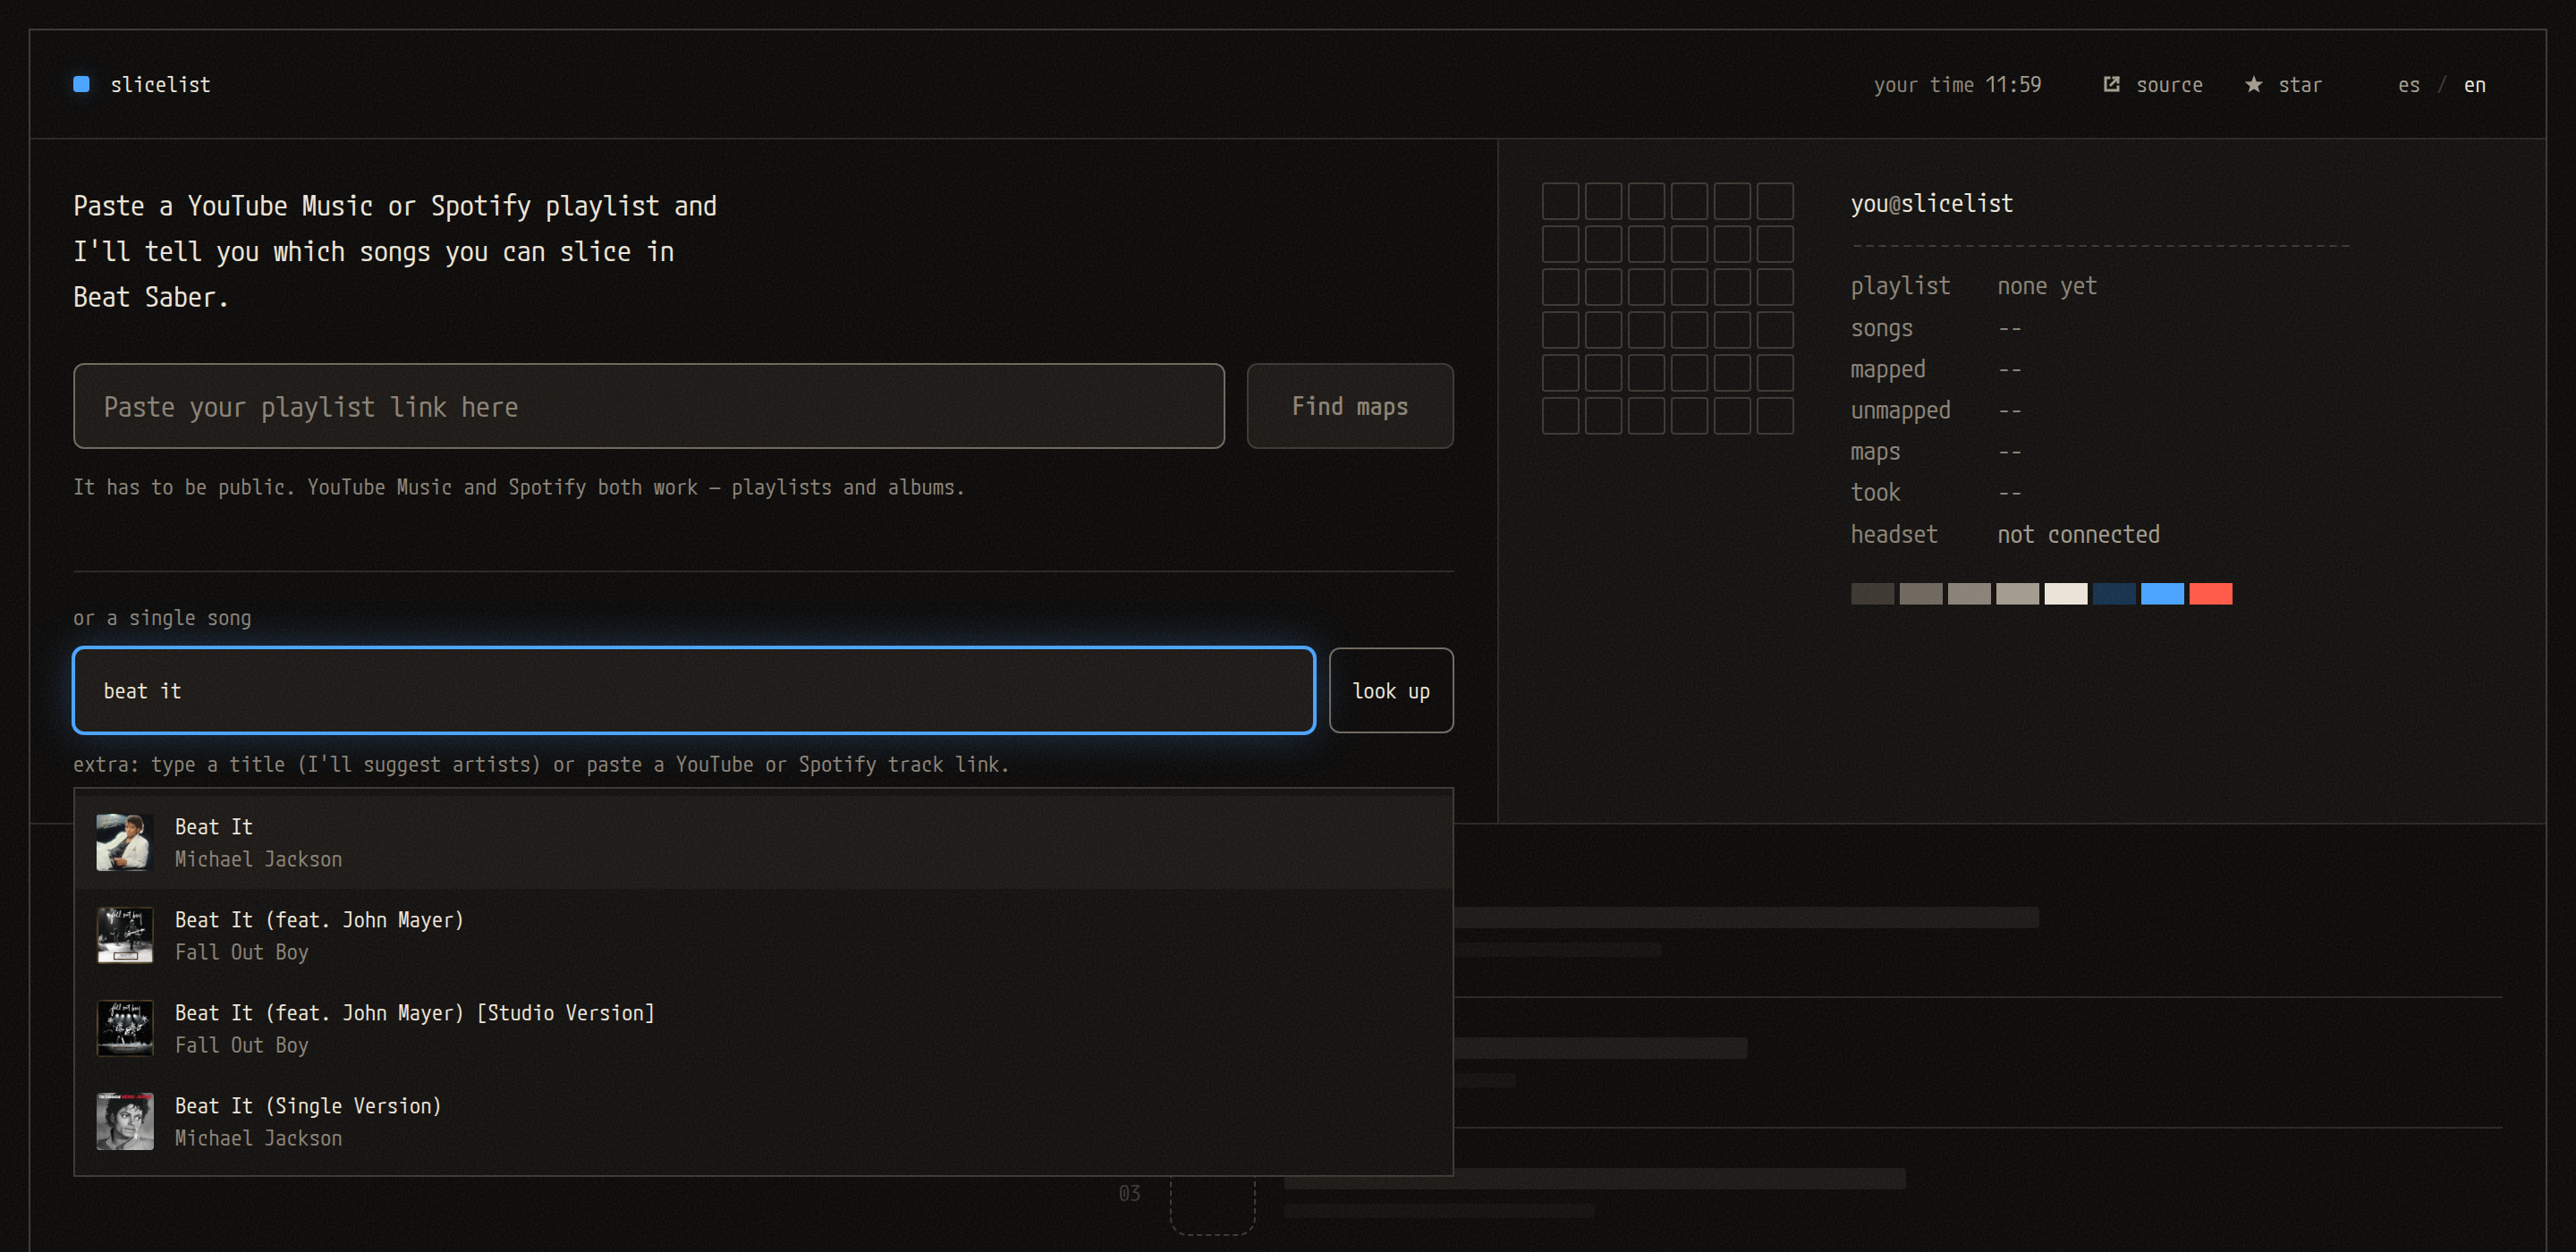 slicelist
your time 11:59
source
star
es / en
Paste a YouTube Music or Spotify playlist and
I'll tell you which songs you can slice in
Beat Saber.
Paste your playlist link here
Find maps
It has to be public. YouTube Music and Spotify both work — playlists and albums.
or a single song
beat it
look up
extra: type a title (I'll suggest artists) or paste a YouTube or Spotify track link.
Beat It
Michael Jackson
Beat It (feat. John Mayer)
Fall Out Boy
Beat It (feat. John Mayer) [Studio Version]
Fall Out Boy
Beat It (Single Version)
Michael Jackson
you@slicelist
playlist none yet
songs --
mapped --
unmapped --
maps --
took --
headset not connected
03